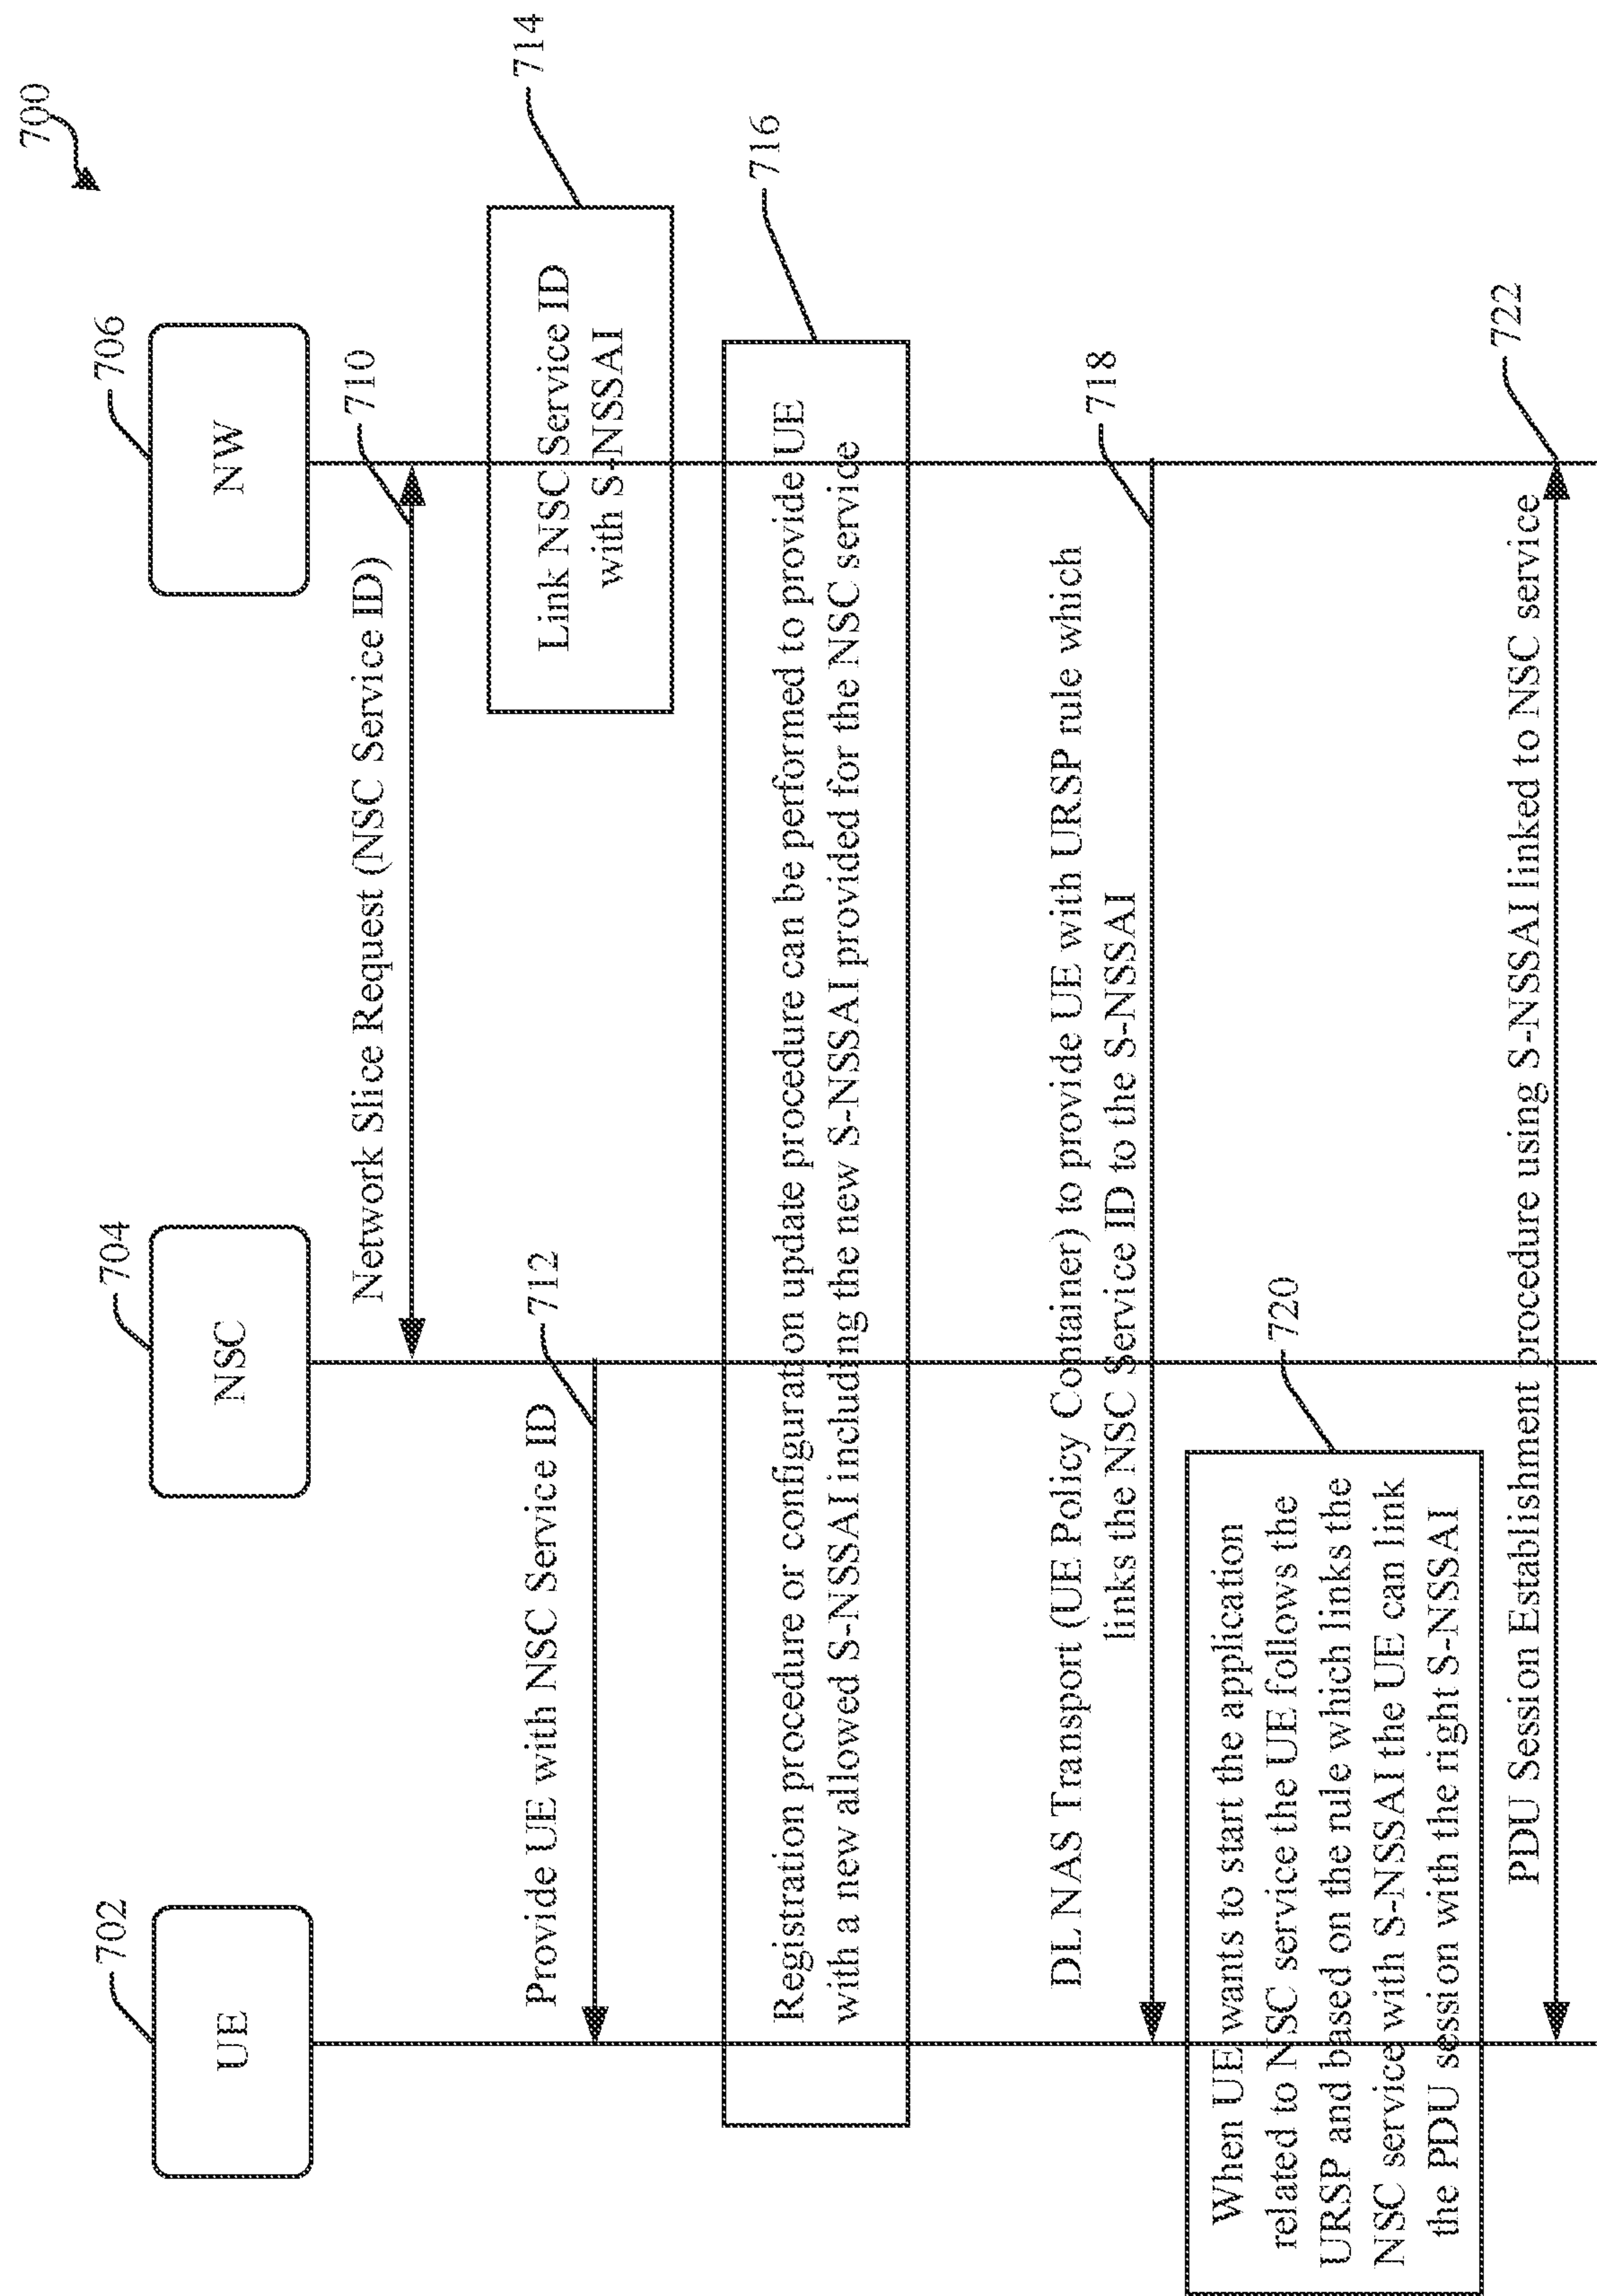 700
702
704
706
UE
NSC
NW
710
Network Slice Request (NSC Service ID)
712
Provide UE with NSC Service ID
714
Link NSC Service ID
with S-NSSAI
716
Registration procedure or configuration update procedure can be performed to provide UE
with a new allowed S-NSSAI including the new S-NSSAI provided for the NSC service
718
DL NAS Transport (UE Policy Container) to provide UE with URSP rule which
links the NSC Service ID to the S-NSSAI
720
When UE wants to start the application
related to NSC service the UE follows the
URSP and based on the rule which links the
NSC service with S-NSSAI the UE can link
the PDU session with the right S-NSSAI
722
PDU Session Establishment procedure using S-NSSAI linked to NSC service